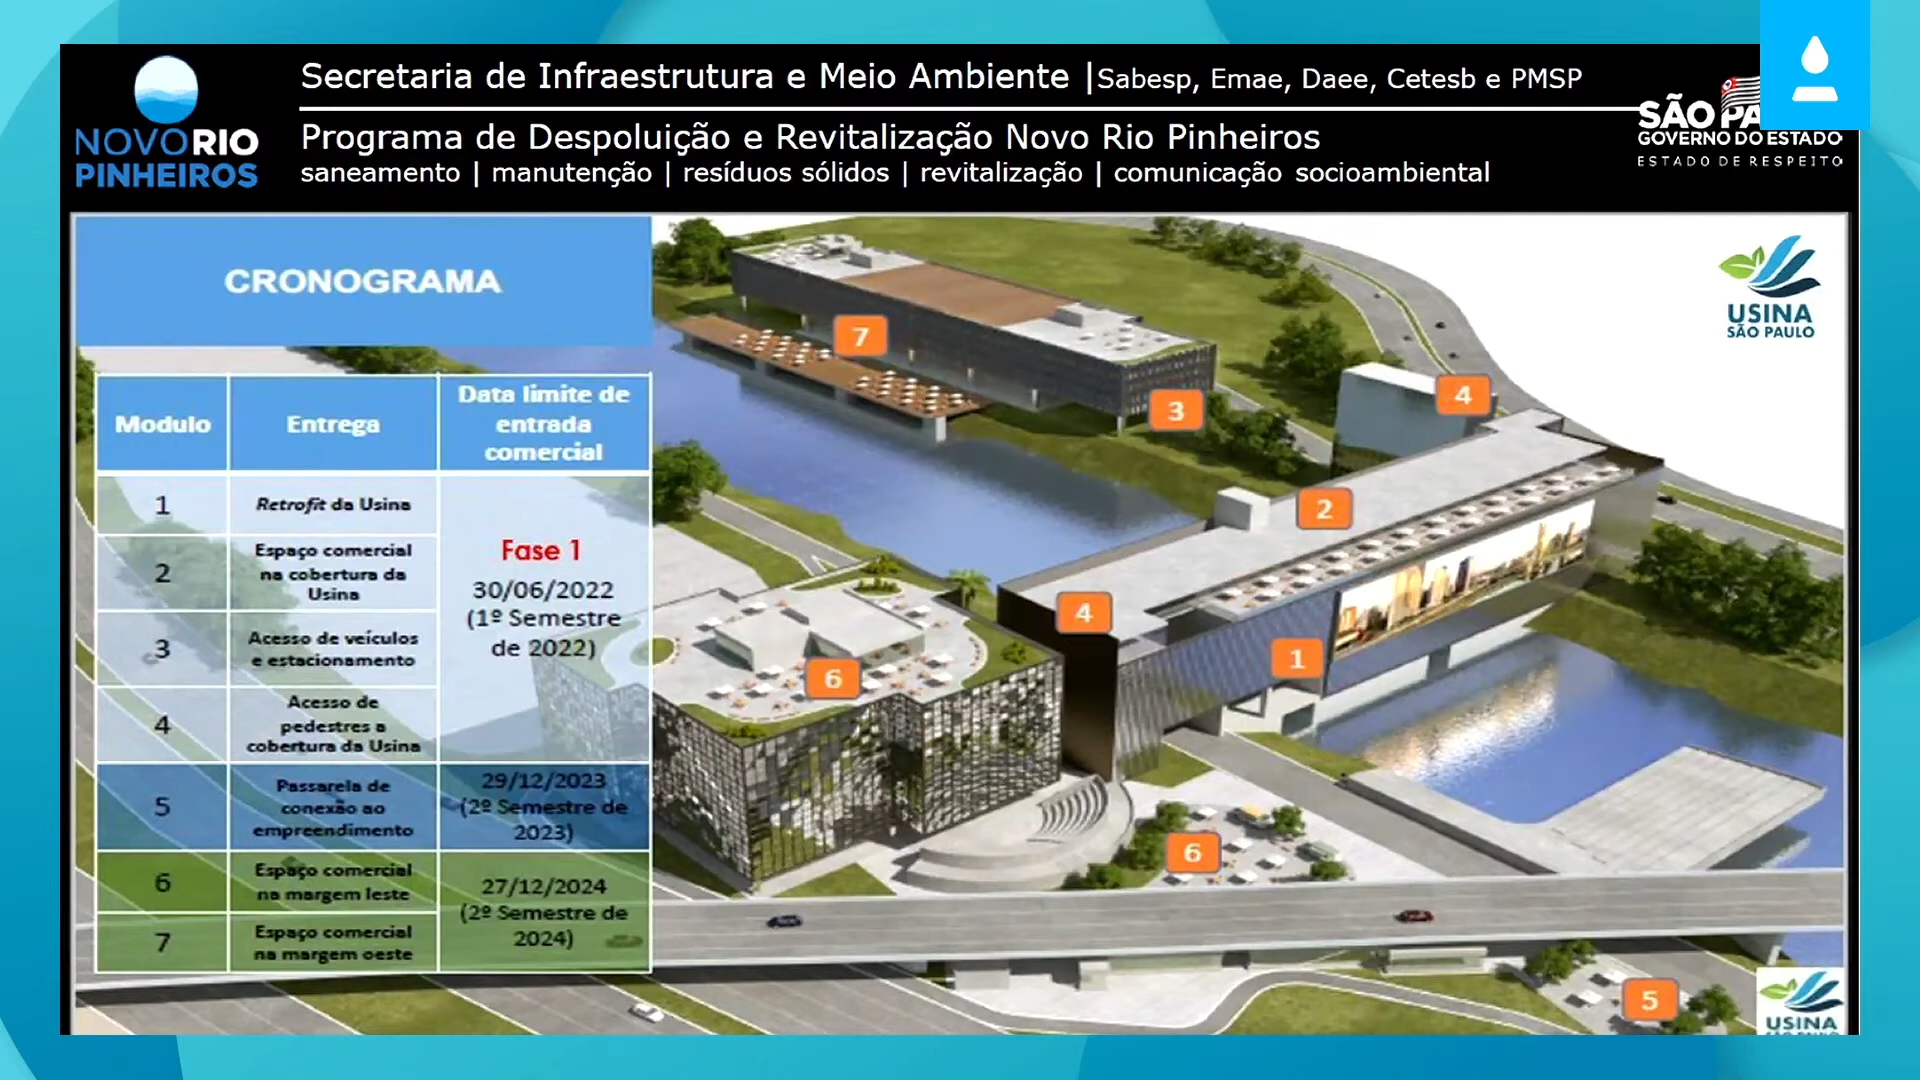 NOVORIO
PINHEIROS
Secretaria de Infraestrutura e Meio Ambiente |Sabesp, Emae, Daee, Cetesb e PMSP
Programa de Despoluição e Revitalização Novo Rio Pinheiros
saneamento | manutenção | resíduos sólidos | revitalização | comunicação socioambiental
SÃO PA
GOVERNO DO ESTADO
ESTADO DE RESPEITO
CRONOGRAMA
Modulo
Entrega
Data limite de
entrada
comercial
1
Retrofit da Usina
2
Espaço comercial
na cobertura da
Usina
3
Acesso de veículos
e estacionamento
4
Acesso de
pedestres a
cobertura da Usina
Fase 1
30/06/2022
(1º Semestre
de 2022)
5
Passarela de
conexão ao
empreendimento
29/12/2023
(2º Semestre de
2023)
6
Espaço comercial
na margem leste
7
Espaço comercial
na margem oeste
27/12/2024
(2º Semestre de
2024)
USINA
SÃO PAULO
7
3
4
2
4
1
6
6
5
USINA